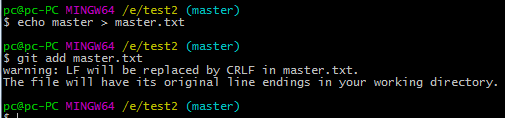 pc@pc-PC MINGW64 /e/test2 (master)
$ echo master > master.txt

pc@pc-PC MINGW64 /e/test2 (master)
$ git add master.txt
warning: LF will be replaced by CRLF in master.txt.
The file will have its original line endings in your working directory.

pc@pc-PC MINGW64 /e/test2 (master)
$